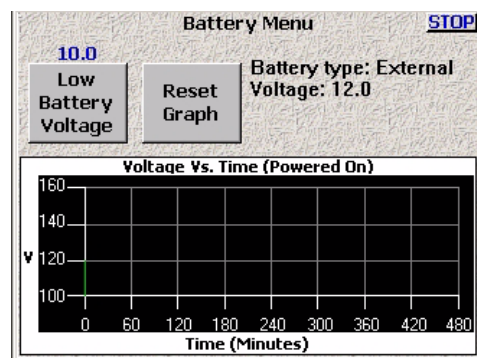 Battery Menu
STOP
10.0
Low
Battery
Voltage
Reset
Graph
Battery type: External
Voltage: 12.0
Voltage Vs. Time (Powered On)
160
140
V 120
100
0 60 120 180 240 300 360 420 480
Time (Minutes)